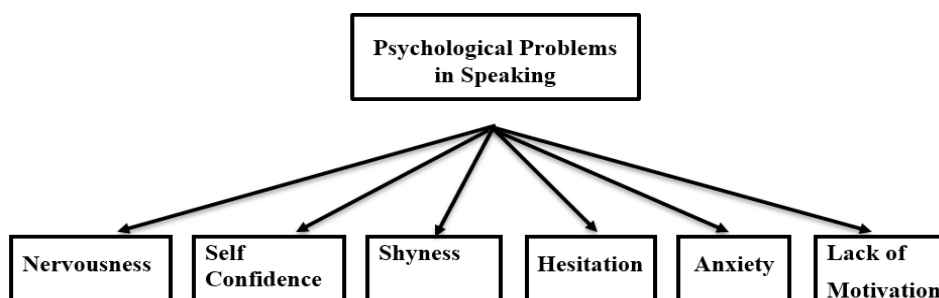 Psychological Problems
in Speaking
Nervousness
Self
Confidence
Shyness
Hesitation
Anxiety
Lack of
Motivation